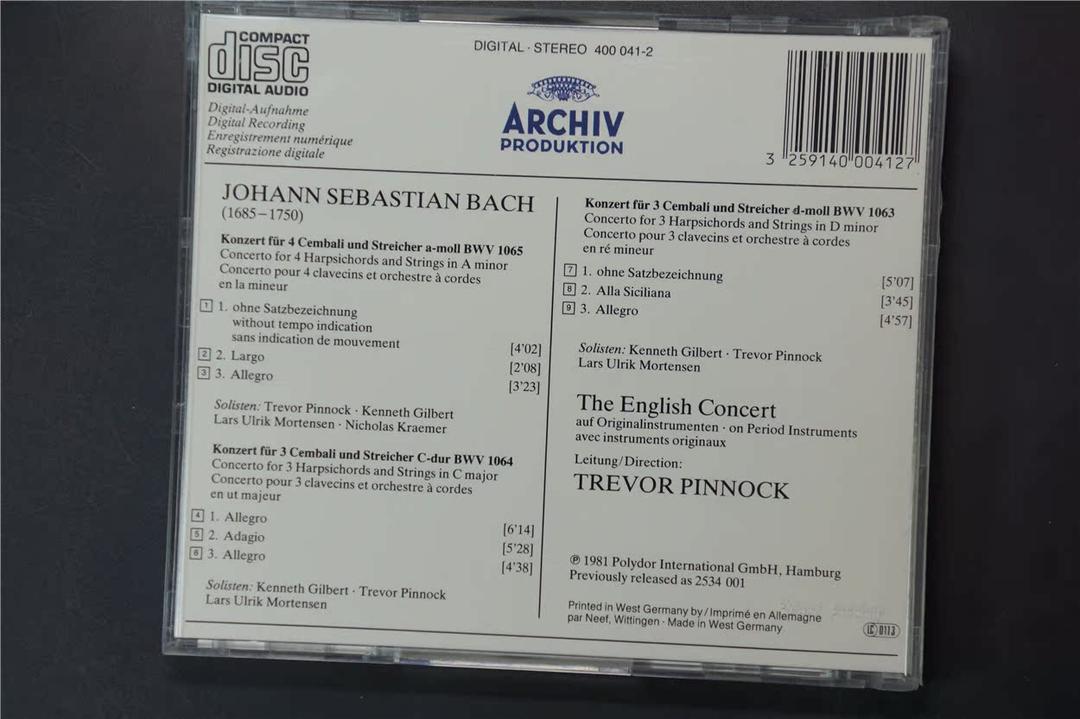 COMPACT
disc
DIGITAL AUDIO
Digital-Aufnahme
Digital Recording
Enregistrement numérique
Registrazione digitale
DIGITAL · STEREO 400 041-2
ARCHIV
PRODUKTION
3 259140 004127
JOHANN SEBASTIAN BACH
(1685–1750)
Konzert für 4 Cembali und Streicher a-moll BWV 1065
Concerto for 4 Harpsichords and Strings in A minor
Concerto pour 4 clavecins et orchestre à cordes
en la mineur
1 1. ohne Satzbezeichnung
without tempo indication
sans indication de mouvement [4'02]
2 2. Largo [2'08]
3 3. Allegro [3'23]
Solisten: Trevor Pinnock · Kenneth Gilbert
Lars Ulrik Mortensen · Nicholas Kraemer
Konzert für 3 Cembali und Streicher C-dur BWV 1064
Concerto for 3 Harpsichords and Strings in C major
Concerto pour 3 clavecins et orchestre à cordes
en ut majeur
4 1. Allegro [6'14]
5 2. Adagio [5'28]
6 3. Allegro [4'38]
Solisten: Kenneth Gilbert · Trevor Pinnock
Lars Ulrik Mortensen
Konzert für 3 Cembali und Streicher d-moll BWV 1063
Concerto for 3 Harpsichords and Strings in D minor
Concerto pour 3 clavecins et orchestre à cordes
en ré mineur
7 1. ohne Satzbezeichnung [5'07]
8 2. Alla Siciliana [3'45]
9 3. Allegro [4'57]
Solisten: Kenneth Gilbert · Trevor Pinnock
Lars Ulrik Mortensen
The English Concert
auf Originalinstrumenten · on Period Instruments
avec instruments originaux
Leitung/Direction:
TREVOR PINNOCK
℗ 1981 Polydor International GmbH, Hamburg
Previously released as 2534 001
Printed in West Germany by / Imprimé en Allemagne
par Neef, Wittingen · Made in West Germany
0113